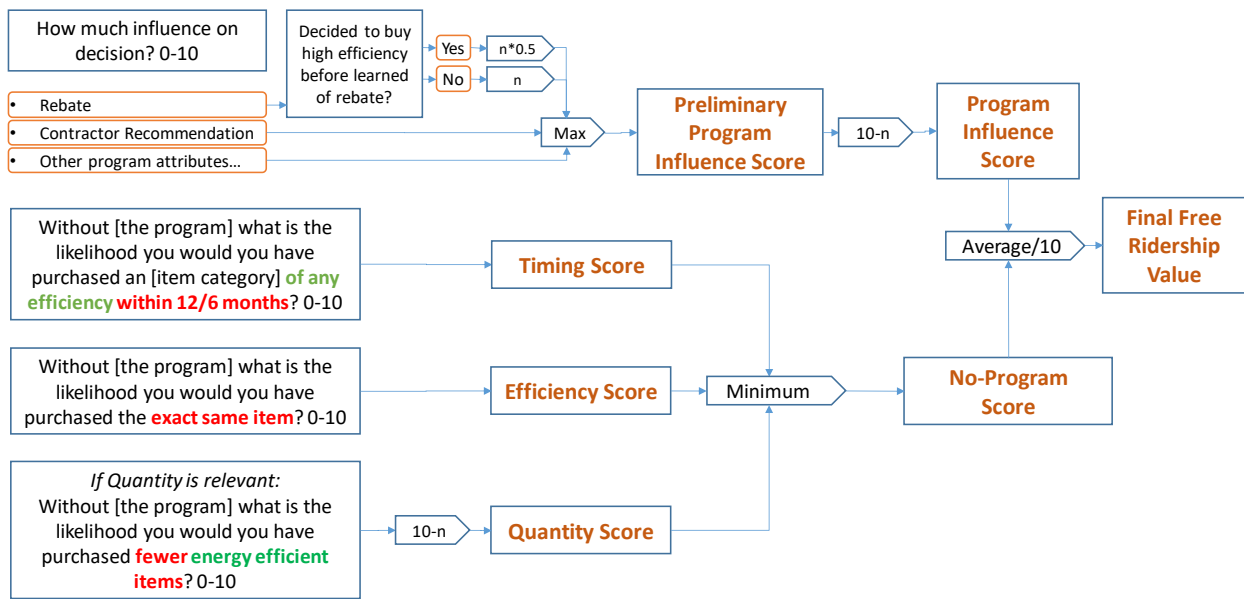 How much influence on
decision? 0-10
Decided to buy
high efficiency
before learned
of rebate?
Yes
n*0.5
No
n
• Rebate
• Contractor Recommendation
• Other program attributes...
Max
Preliminary
Program
Influence Score
10-n
Program
Influence
Score
Without [the program] what is the
likelihood you would you have
purchased an [item category] of any
efficiency within 12/6 months? 0-10
Timing Score
Average/10
Final Free
Ridership
Value
Without [the program] what is the
likelihood you would you have
purchased the exact same item? 0-10
Efficiency Score
Minimum
No-Program
Score
If Quantity is relevant:
Without [the program] what is the
likelihood you would you have
purchased fewer energy efficient
items? 0-10
10-n
Quantity Score